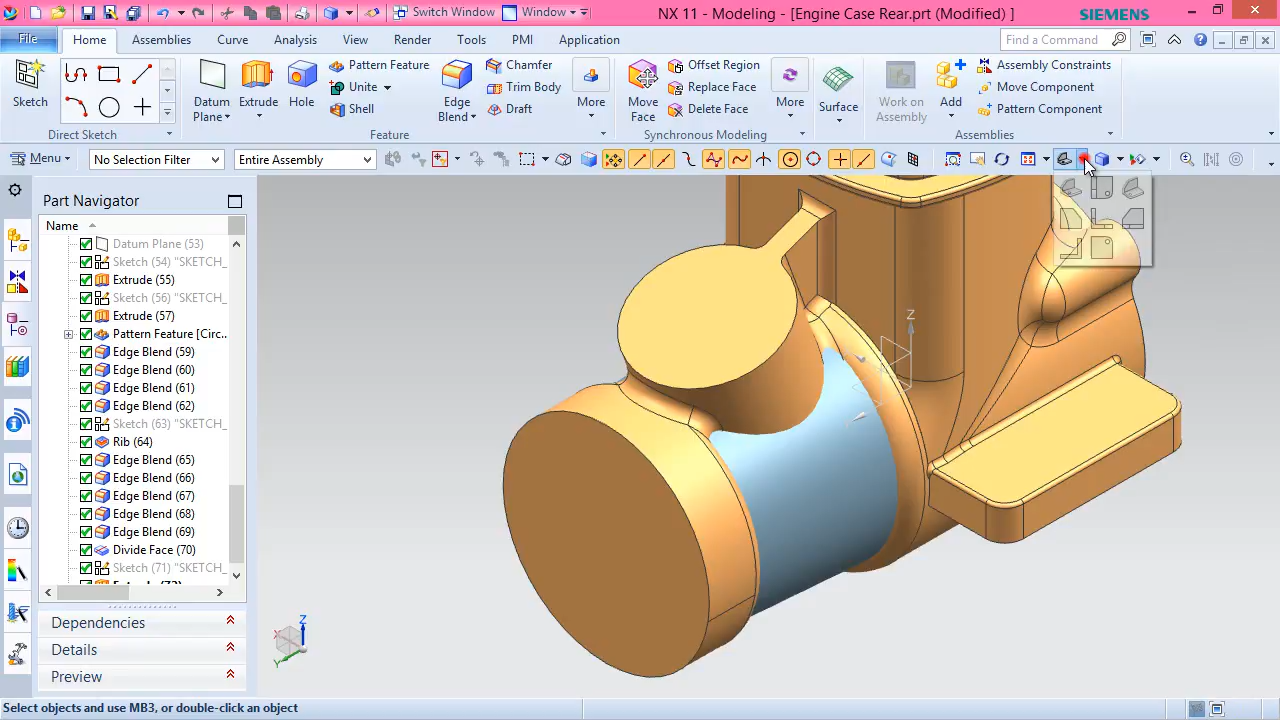 Switch Window Window NX 11 - Modeling - [Engine Case Rear.prt (Modified) ] SIEMENS
File Home Assemblies Curve Analysis View Render Tools PMI Application Find a Command
Sketch
Direct Sketch
Datum Plane Extrude Hole Pattern Feature Unite Shell Edge Blend Chamfer Trim Body Draft More
Feature
Move Face Offset Region Replace Face Delete Face More
Synchronous Modeling
Surface
Work on Assembly Add Assembly Constraints Move Component Pattern Component
Assemblies
Menu No Selection Filter Entire Assembly
Part Navigator
Name
Datum Plane (53)
Sketch (54) "SKETCH_
Extrude (55)
Sketch (56) "SKETCH_
Extrude (57)
Pattern Feature [Circ...
Edge Blend (59)
Edge Blend (60)
Edge Blend (61)
Edge Blend (62)
Sketch (63) "SKETCH_
Rib (64)
Edge Blend (65)
Edge Blend (66)
Edge Blend (67)
Edge Blend (68)
Edge Blend (69)
Divide Face (70)
Sketch (71) "SKETCH_
Extrude (72)
Dependencies
Details
Preview
Z
Z
X
Y
Select objects and use MB3, or double-click an object